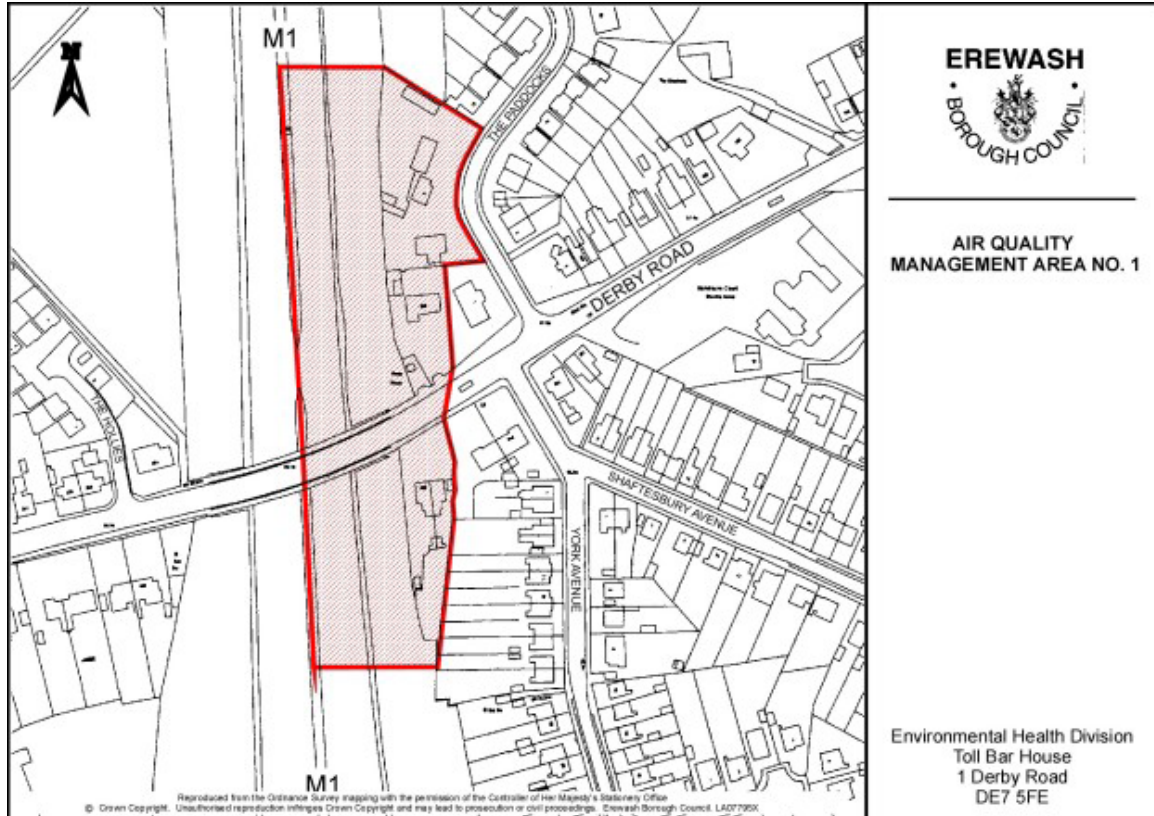 M1
N
THE PADDOCKS
DERBY ROAD
THE HOLLIES
SHAFTESBURY AVENUE
YORK AVENUE
M1
Reproduced from the Ordnance Survey mapping with the permission of the Controller of Her Majesty's Stationery Office
© Crown Copyright. Unauthorised reproduction infringes Crown Copyright and may lead to prosecution or civil proceedings. Erewash Borough Council. LA07795X
EREWASH
BOROUGH COUNCIL
AIR QUALITY
MANAGEMENT AREA NO. 1
Environmental Health Division
Toll Bar House
1 Derby Road
DE7 5FE